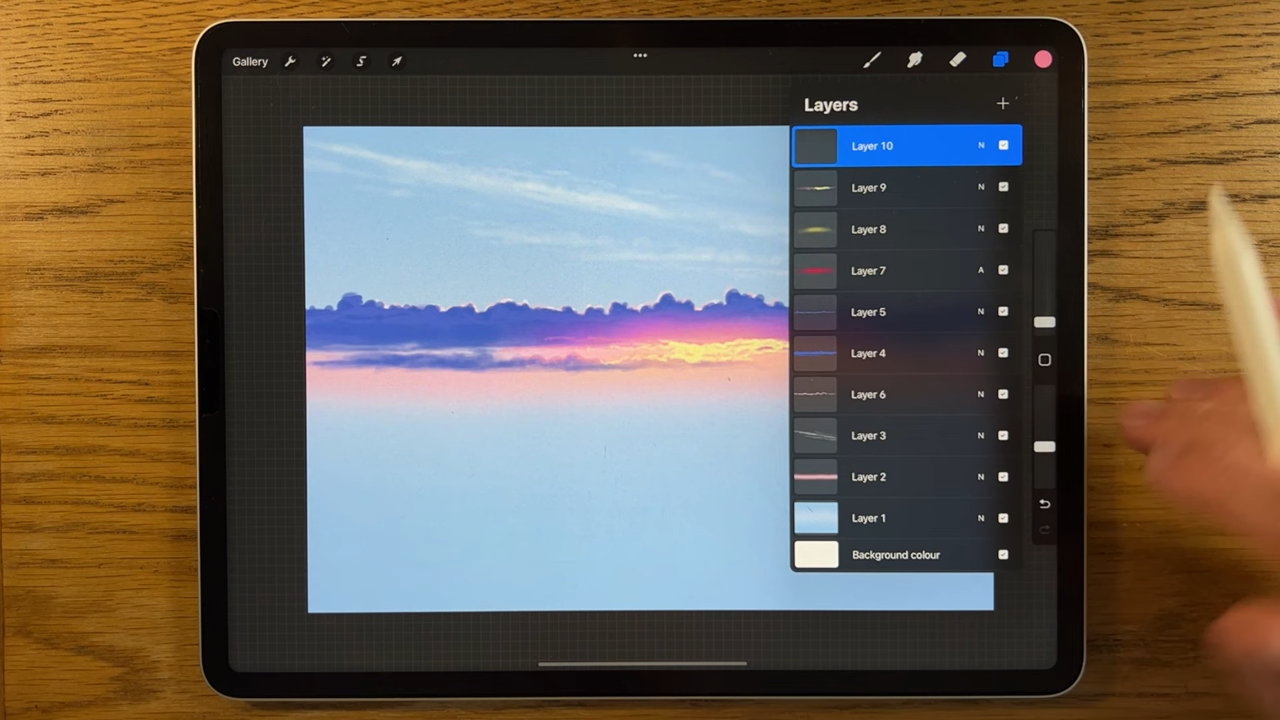 Gallery
Layers
Layer 10 N
Layer 9 N
Layer 8 N
Layer 7 A
Layer 5 N
Layer 4 N
Layer 6 N
Layer 3 N
Layer 2 N
Layer 1 N
Background colour